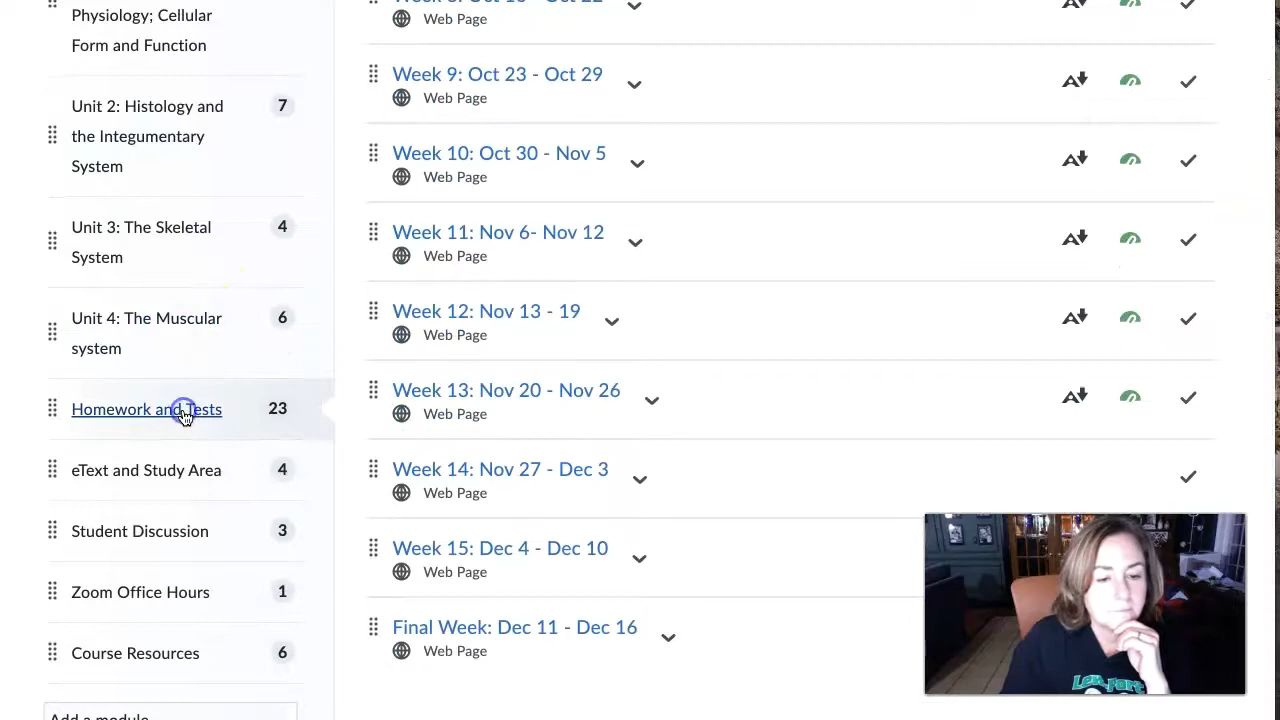 Physiology; Cellular
Form and Function
Unit 2: Histology and
the Integumentary
System
7
Unit 3: The Skeletal
System
4
Unit 4: The Muscular
system
6
Homework and Tests
23
eText and Study Area
4
Student Discussion
3
Zoom Office Hours
1
Course Resources
6
Add a module
Web Page
Week 9: Oct 23 - Oct 29
Web Page
Week 10: Oct 30 - Nov 5
Web Page
Week 11: Nov 6- Nov 12
Web Page
Week 12: Nov 13 - 19
Web Page
Week 13: Nov 20 - Nov 26
Web Page
Week 14: Nov 27 - Dec 3
Web Page
Week 15: Dec 4 - Dec 10
Web Page
Final Week: Dec 11 - Dec 16
Web Page